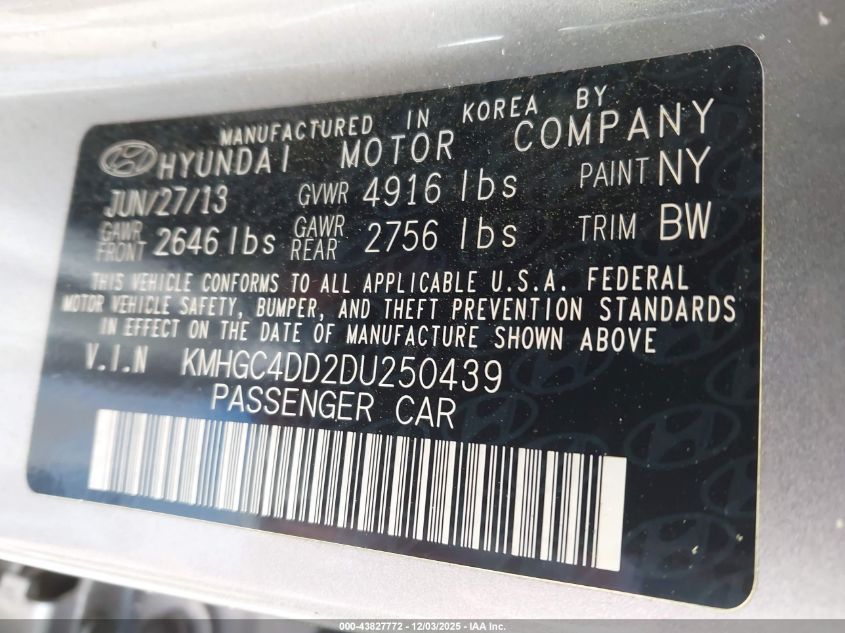 MANUFACTURED IN KOREA BY
HYUNDAI MOTOR COMPANY
JUN/27/13 GVWR 4916 lbs PAINT NY
GAWR FRONT 2646 lbs GAWR REAR 2756 lbs TRIM BW
THIS VEHICLE CONFORMS TO ALL APPLICABLE U.S.A. FEDERAL
MOTOR VEHICLE SAFETY, BUMPER, AND THEFT PREVENTION STANDARDS
IN EFFECT ON THE DATE OF MANUFACTURE SHOWN ABOVE
V.I.N KMHGC4DD2DU250439
PASSENGER CAR
000-43827772 - 12/03/2025 - IAA Inc.